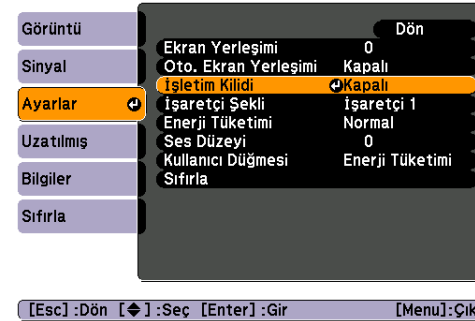 Görüntü
Sinyal
Ayarlar
Uzatılmış
Bilgiler
Sıfırla
Dön
Ekran Yerleşimi 0
Oto. Ekran Yerleşimi Kapalı
İşletim Kilidi Kapalı
İşaretçi Şekli İşaretçi 1
Enerji Tüketimi Normal
Ses Düzeyi 0
Kullanıcı Düğmesi Enerji Tüketimi
Sıfırla
[Esc] :Dön [◆] :Seç [Enter] :Gir [Menu] :Çık